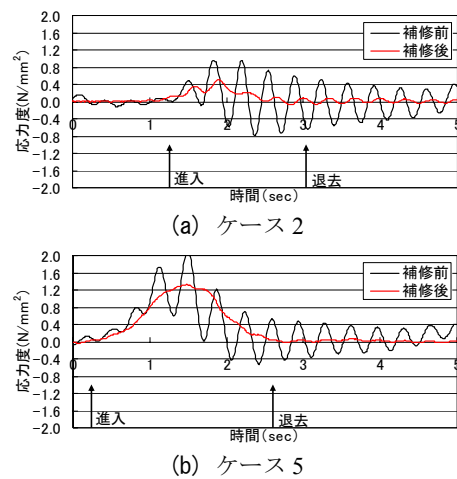 応力度(N/mm²)
2.0
1.6
1.2
0.8
0.4
0.0
−0.4
−0.8
−1.2
−1.6
−2.0
補修前
補修後
0 1 2 3 4 5
進入 退去
時間(sec)
(a) ケース 2
応力度(N/mm²)
2.0
1.6
1.2
0.8
0.4
0.0
−0.4
−0.8
−1.2
−1.6
−2.0
補修前
補修後
0 1 2 3 4 5
進入 退去
時間(sec)
(b) ケース 5